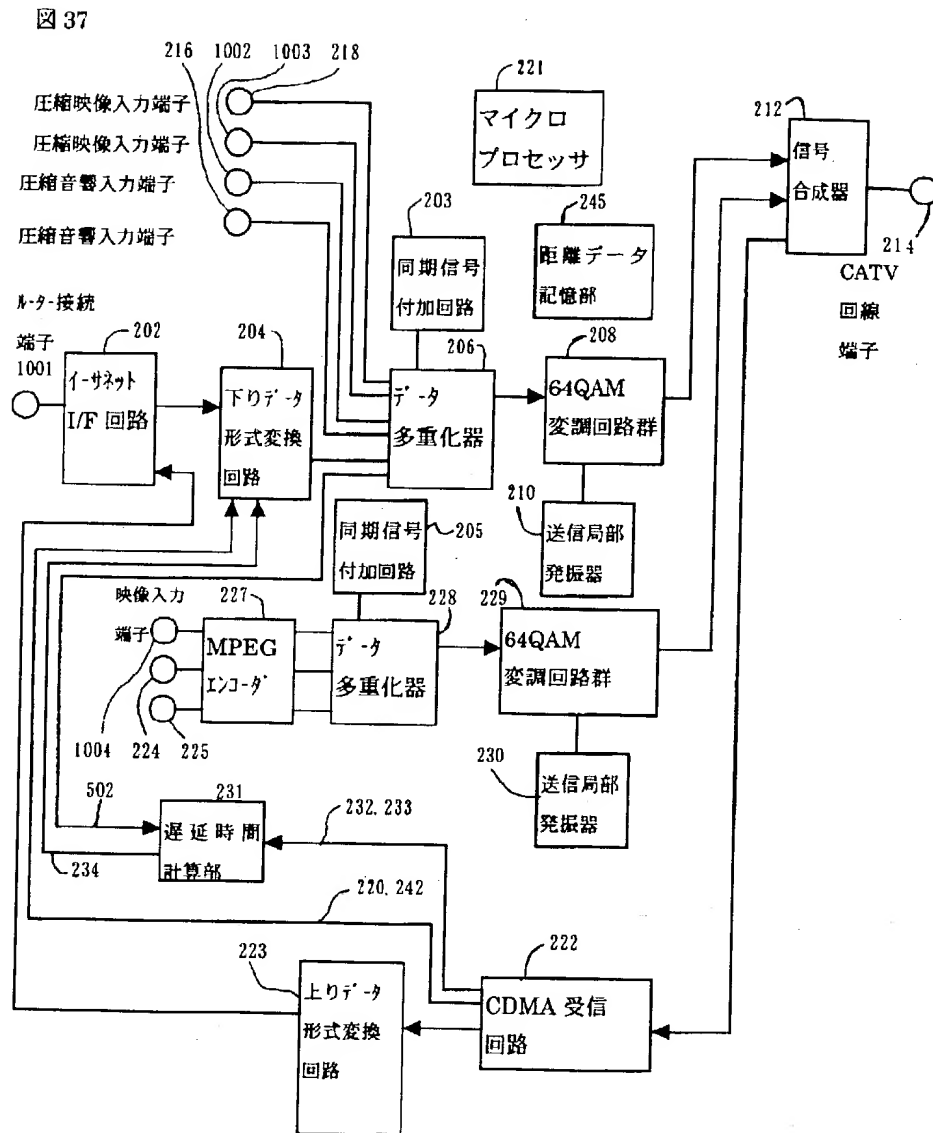 図 37
216
1002
1003
218
圧縮映像入力端子
圧縮映像入力端子
圧縮音響入力端子
圧縮音響入力端子
221
マイクロ
プロセッサ
212
信号
合成器
214
CATV
回線
端子
203
同期信号
付加回路
245
距離データ
記憶部
ルーター接続
端子
1001
202
イーサネット
I/F 回路
204
下りデータ
形式変換
回路
206
データ
多重化器
208
64QAM
変調回路群
210
送信局部
発振器
同期信号
付加回路
205
映像入力
端子
227
MPEG
エンコーダ
228
データ
多重化器
229
64QAM
変調回路群
1004
224
225
230
送信局部
発振器
502
231
遅延時間
計算部
232, 233
234
220, 242
223
上りデータ
形式変換
回路
222
CDMA 受信
回路